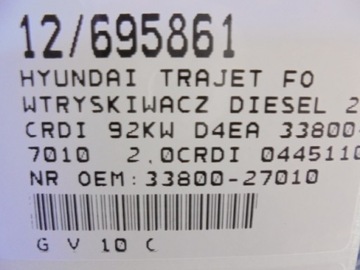 12/695861
HYUNDAI TRAJET FO
WTRYSKIWACZ DIESEL 2
CRDI 92KW D4EA 33800
7010 2.0CRDI 0445110
NR OEM:33800-27010
G V 10 C